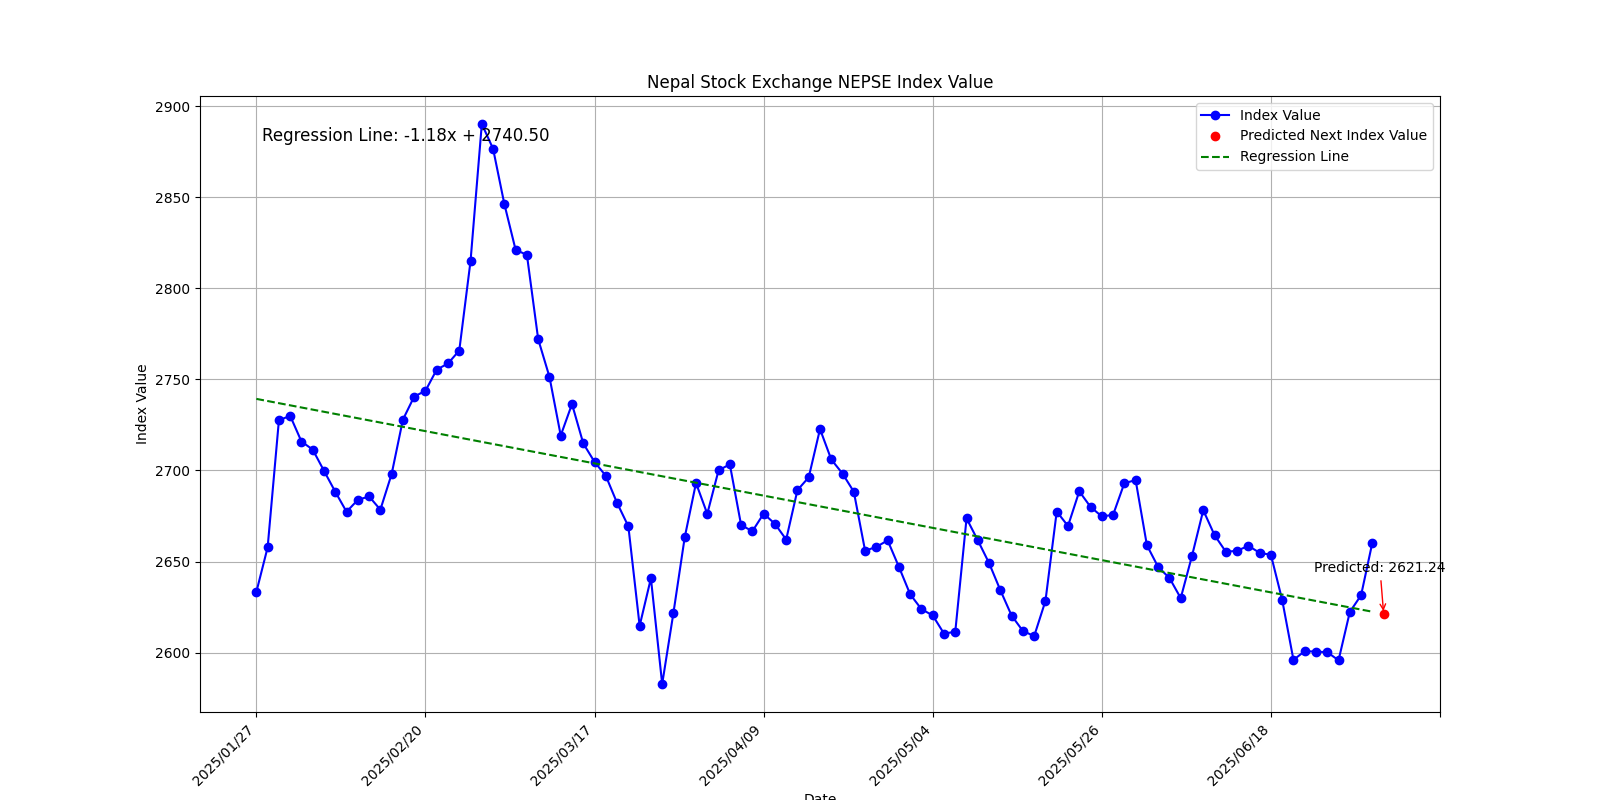 Nepal Stock Exchange NEPSE Index Value
2900
2850
2800
2750
2700
2650
2600
Index Value
Regression Line: -1.18x + 2740.50
Index Value
Predicted Next Index Value
Regression Line
Predicted: 2621.24
2025/01/27
2025/02/20
2025/03/17
2025/04/09
2025/05/04
2025/05/26
2025/06/18
Date